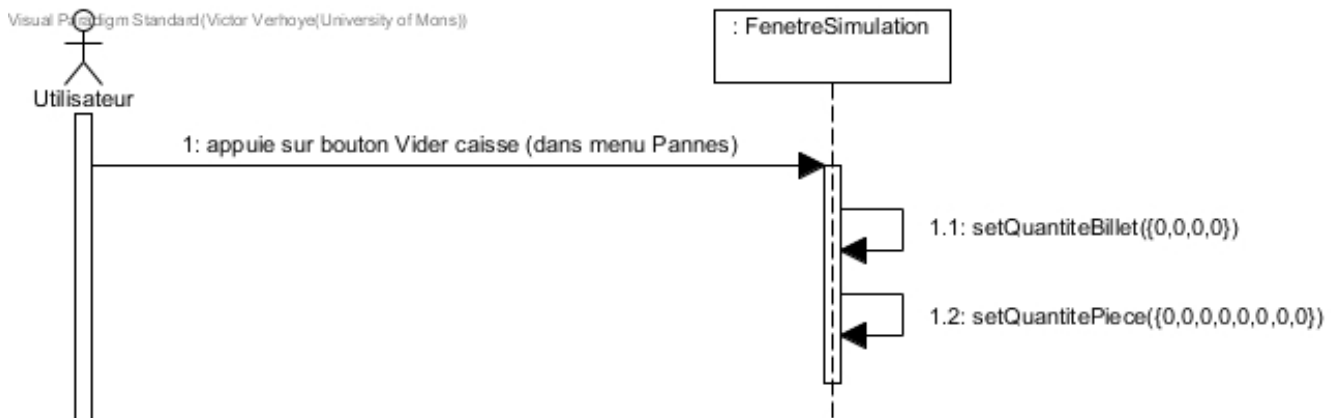 Visual Paradigm Standard(Victor Verhoye(University of Mons))
: FenetreSimulation
Utilisateur
1: appuie sur bouton Vider caisse (dans menu Pannes)
1.1: setQuantiteBillet({0,0,0,0})
1.2: setQuantitePiece({0,0,0,0,0,0,0,0})